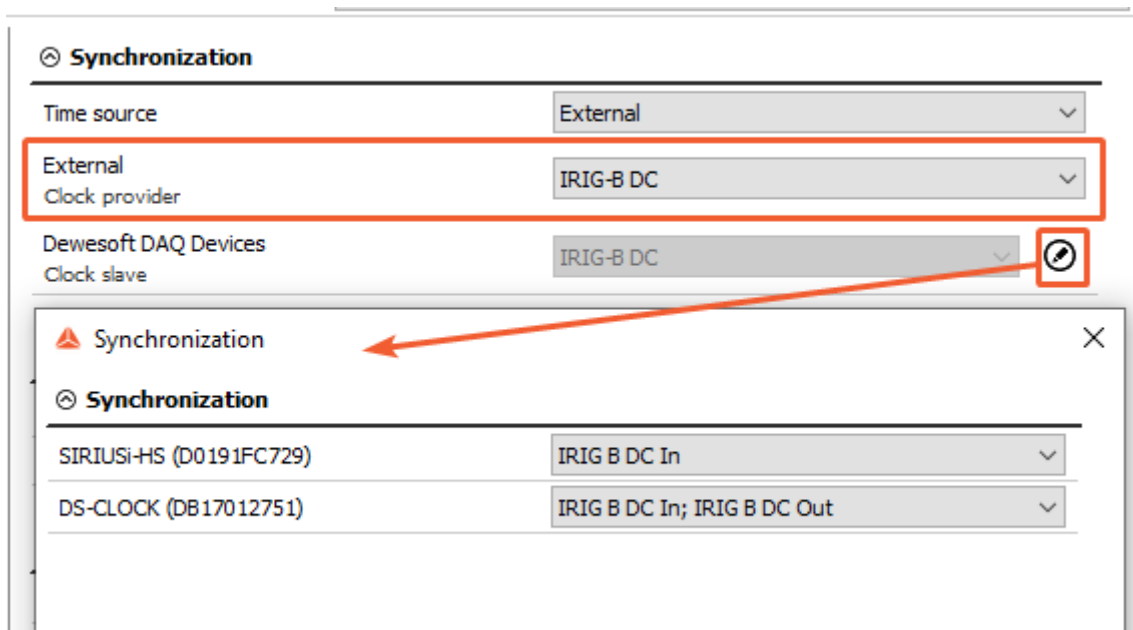 Synchronization
Time source External
External
Clock provider
IRIG-B DC
Dewesoft DAQ Devices
Clock slave
IRIG-B DC
Synchronization
Synchronization
SIRIUSi-HS (D0191FC729) IRIG B DC In
DS-CLOCK (DB17012751) IRIG B DC In; IRIG B DC Out